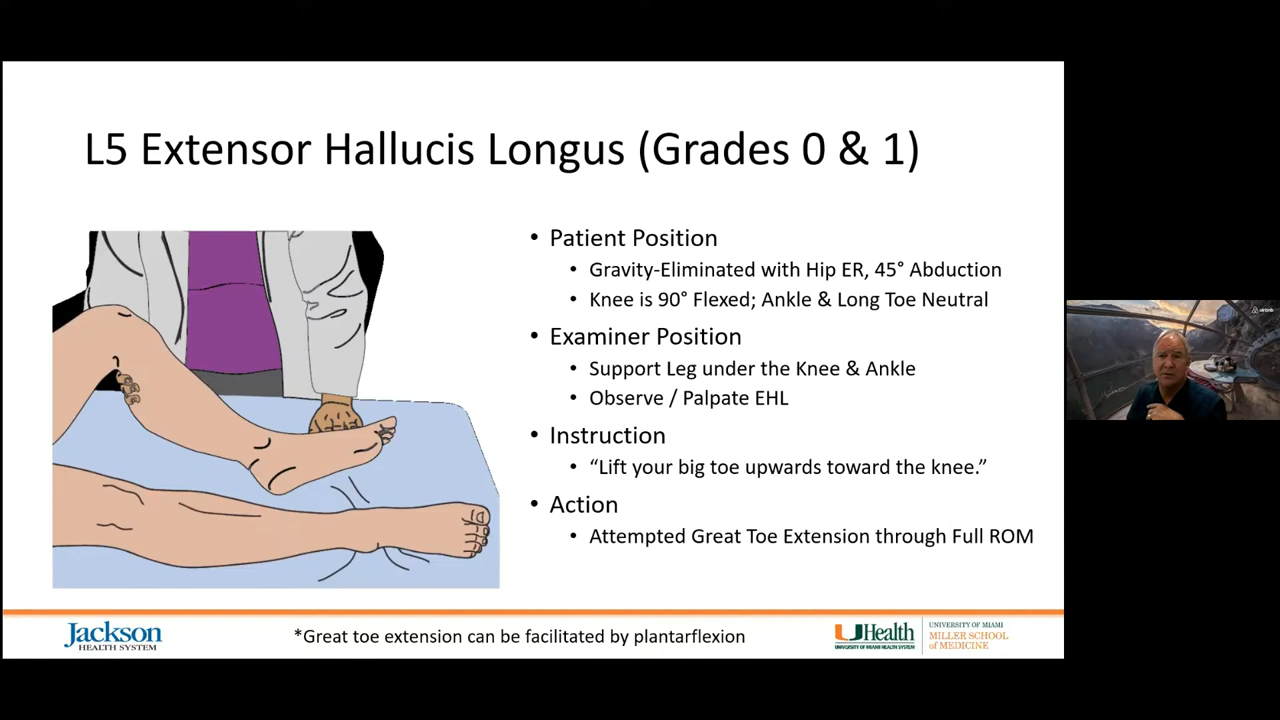 L5 Extensor Hallucis Longus (Grades 0 & 1)
• Patient Position
• Gravity-Eliminated with Hip ER, 45° Abduction
• Knee is 90° Flexed; Ankle & Long Toe Neutral
• Examiner Position
• Support Leg under the Knee & Ankle
• Observe / Palpate EHL
• Instruction
• “Lift your big toe upwards toward the knee.”
• Action
• Attempted Great Toe Extension through Full ROM
airbnb
Jackson
HEALTH SYSTEM
*Great toe extension can be facilitated by plantarflexion
UHealth
UNIVERSITY OF MIAMI HEALTH SYSTEM
UNIVERSITY OF MIAMI
MILLER SCHOOL
of MEDICINE